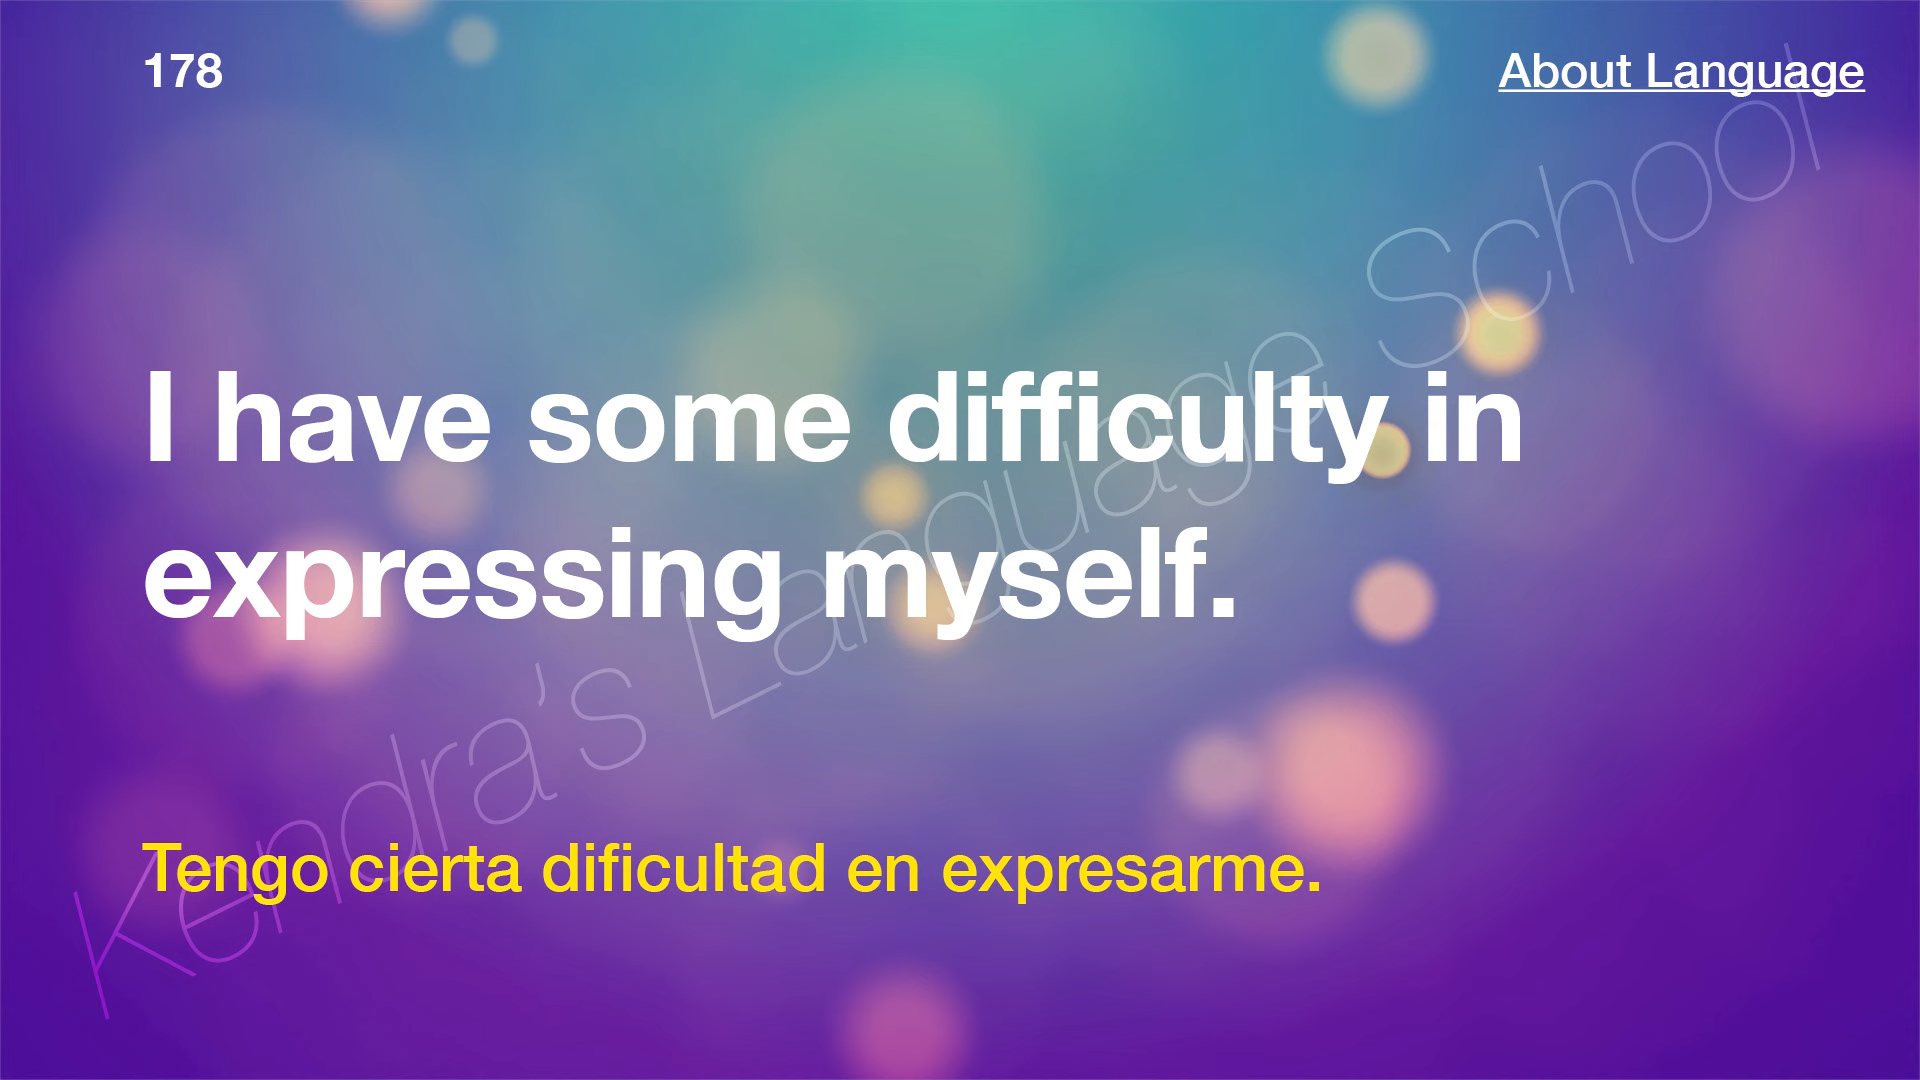 178
About Language
I have some difficulty in
expressing myself.
Tengo cierta dificultad en expresarme.
Kendra’s Language School